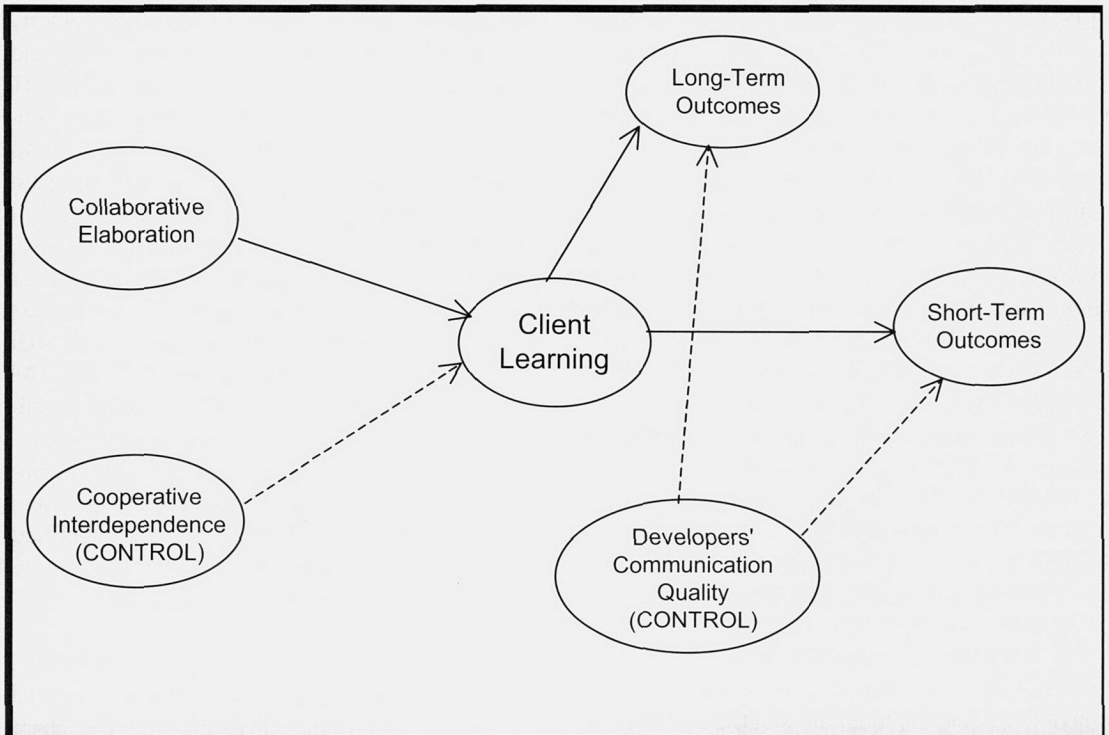 Long-Term
Outcomes
Collaborative
Elaboration
Client
Learning
Short-Term
Outcomes
Cooperative
Interdependence
(CONTROL)
Developers'
Communication
Quality
(CONTROL)